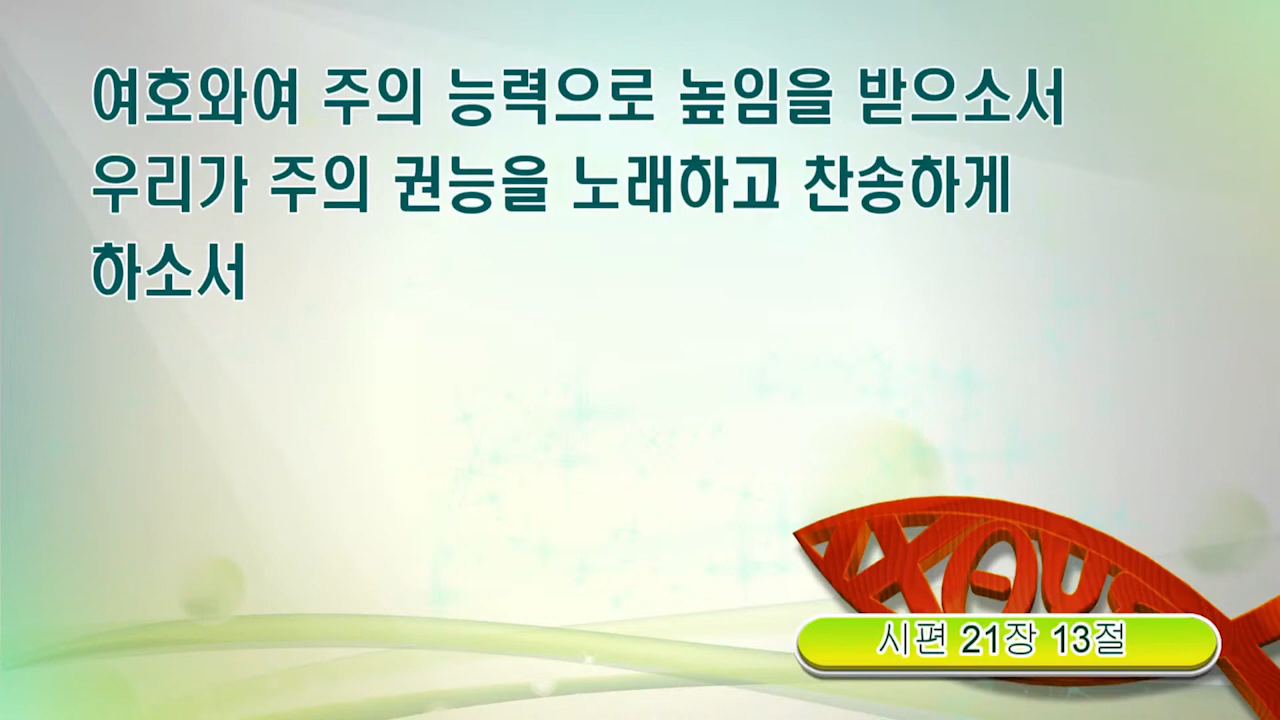 여호와여 주의 능력으로 높임을 받으소서
우리가 주의 권능을 노래하고 찬송하게
하소서
ΙΧΘΥΣ
시편 21장 13절